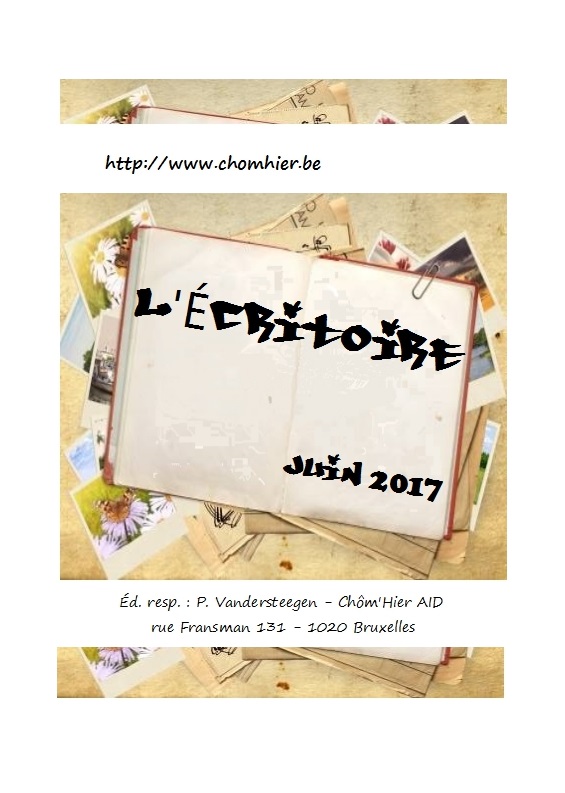 http://www.chomhier.be
L'ÉCRITOIRE
JUIN 2017
Éd. resp. : P. Vandersteegen - Chôm'Hier AID
rue Fransman 131 - 1020 Bruxelles